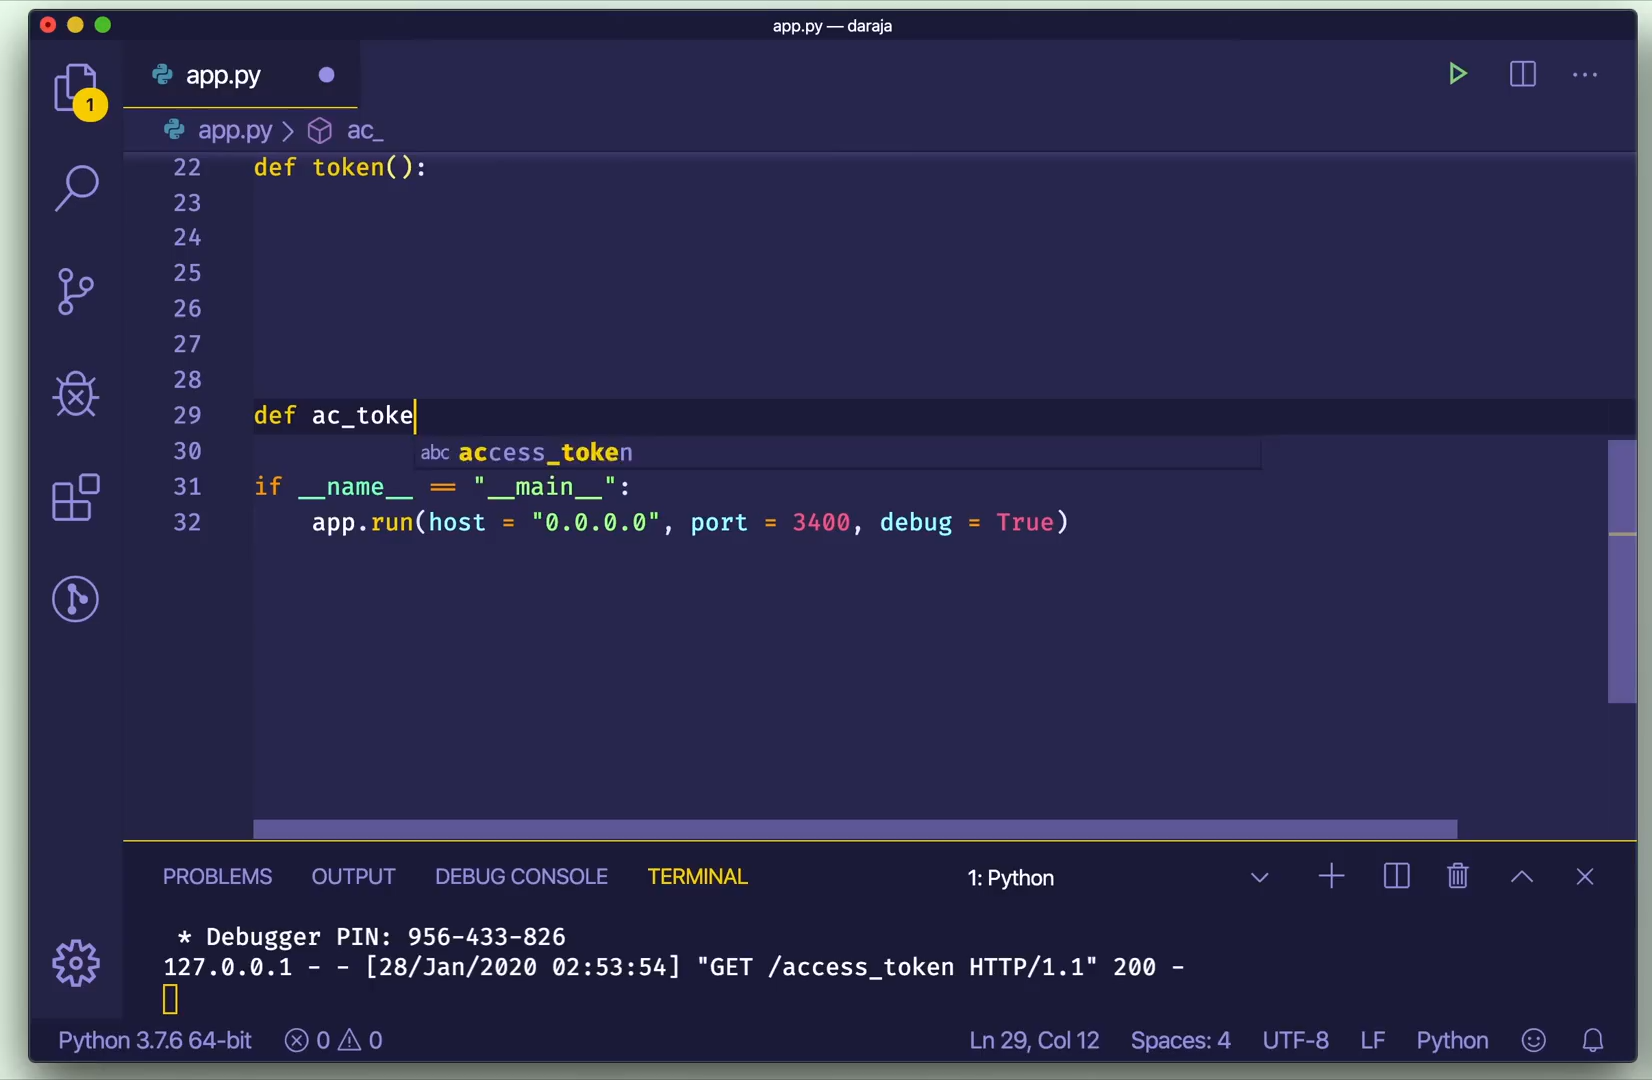 app.py — daraja
1
app.py
app.py > ac_
22 def token():
23
24
25
26
27
28
29 def ac_toke
30 abc access_token
31 if __name__ == "__main__":
32 app.run(host = "0.0.0.0", port = 3400, debug = True)
PROBLEMS OUTPUT DEBUG CONSOLE TERMINAL 1: Python
* Debugger PIN: 956-433-826
127.0.0.1 - - [28/Jan/2020 02:53:54] "GET /access_token HTTP/1.1" 200 -
Python 3.7.6 64-bit 0 0 Ln 29, Col 12 Spaces: 4 UTF-8 LF Python